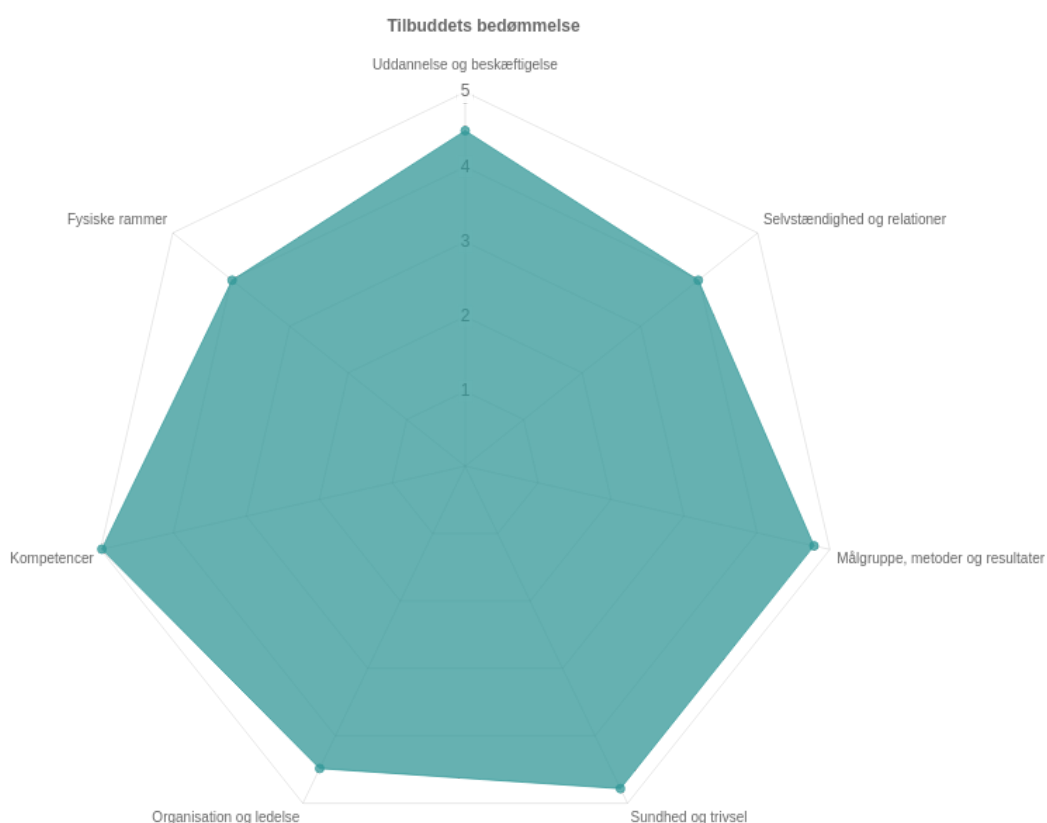 Tilbuddets bedømmelse
Uddannelse og beskæftigelse
5
4
3
2
1
Fysiske rammer
Selvstændighed og relationer
Kompetencer
Målgruppe, metoder og resultater
Organisation og ledelse
Sundhed og trivsel